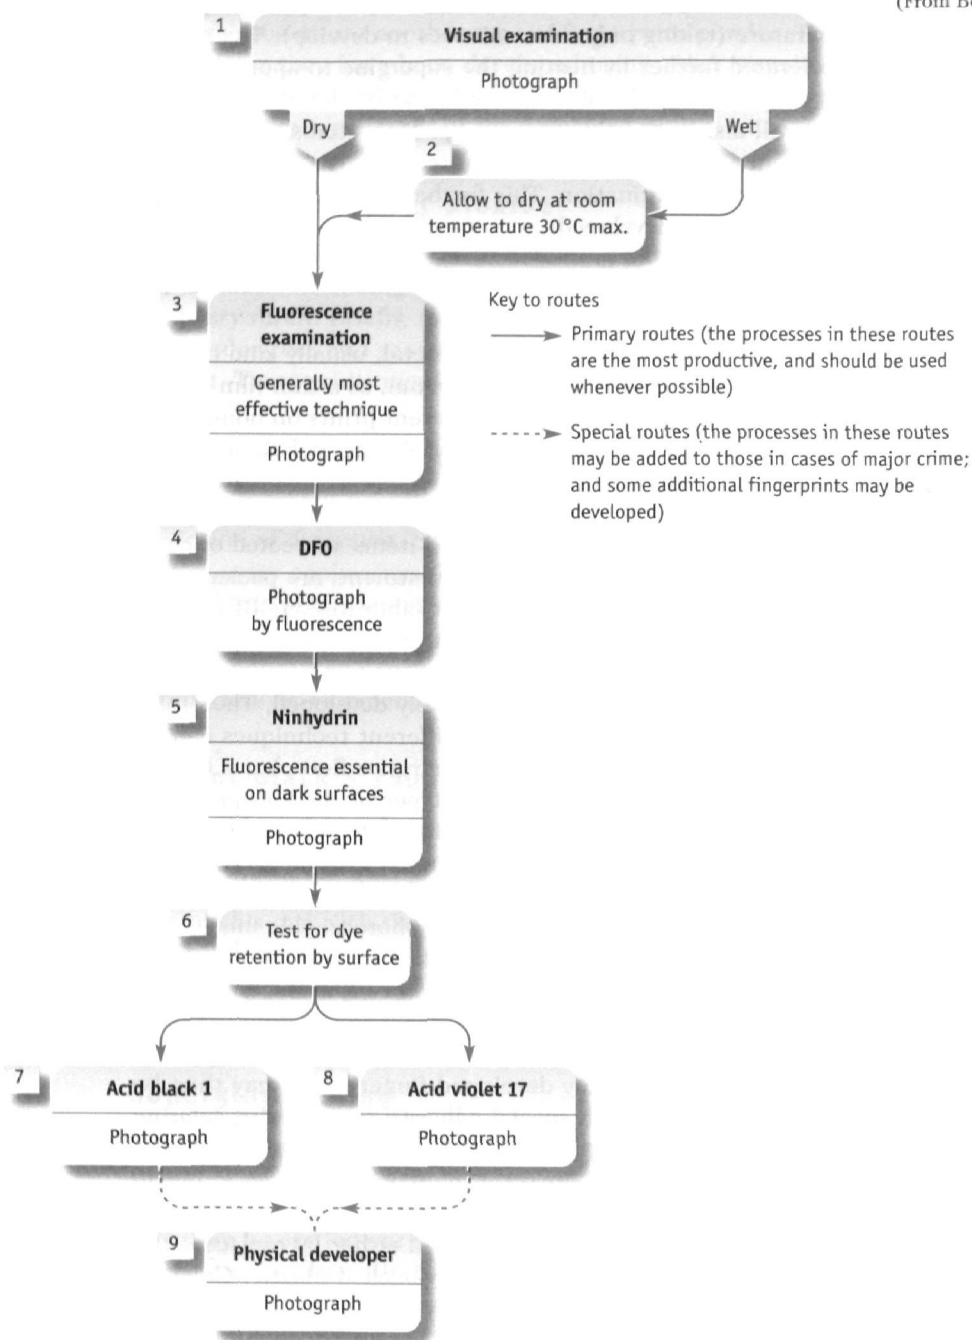 (From Be
1
Visual examination
Photograph
Dry
Wet
2
Allow to dry at room
temperature 30 °C max.
3
Fluorescence
examination
Generally most
effective technique
Photograph
Key to routes
Primary routes (the processes in these routes
are the most productive, and should be used
whenever possible)
Special routes (the processes in these routes
may be added to those in cases of major crime;
and some additional fingerprints may be
developed)
4
DFO
Photograph
by fluorescence
5
Ninhydrin
Fluorescence essential
on dark surfaces
Photograph
6
Test for dye
retention by surface
7
Acid black 1
Photograph
8
Acid violet 17
Photograph
9
Physical developer
Photograph